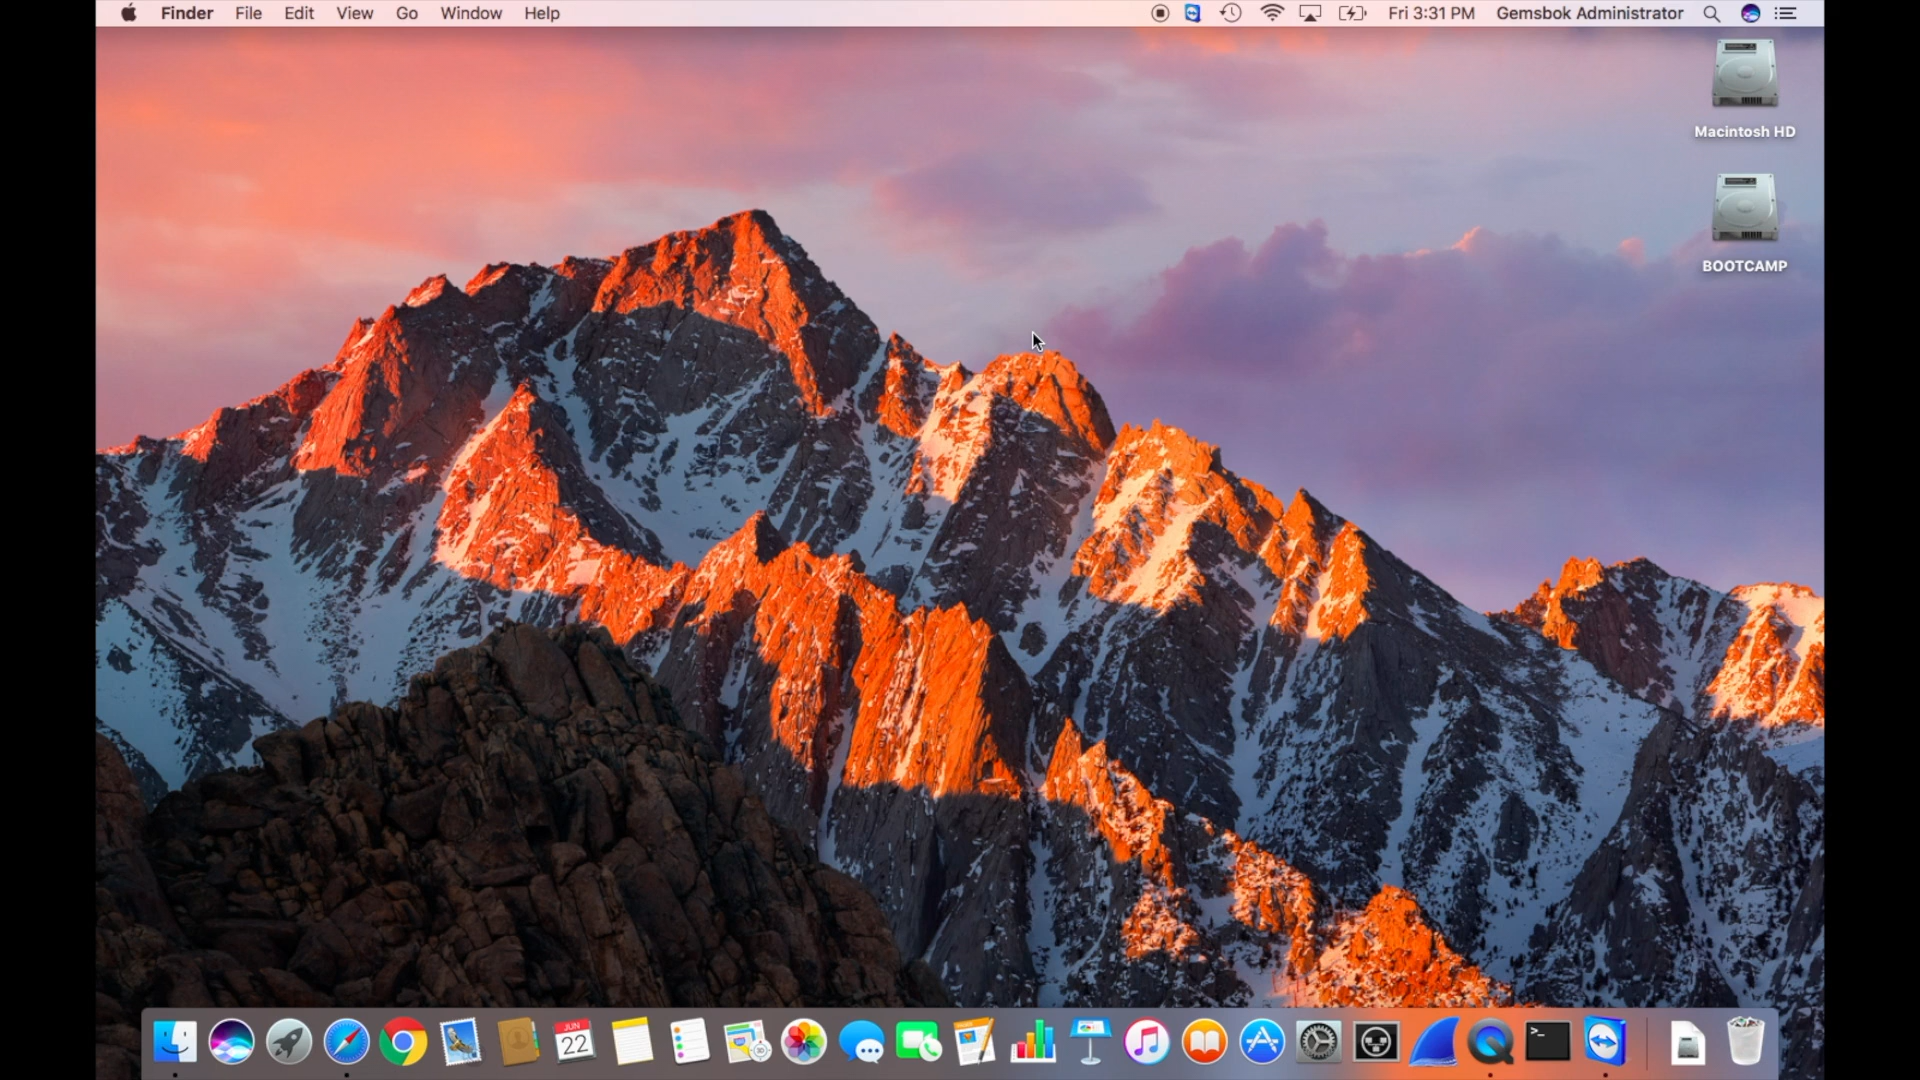 Finder File Edit View Go Window Help Fri 3:31 PM Gemsbok Administrator
Macintosh HD
BOOTCAMP
JUN
22